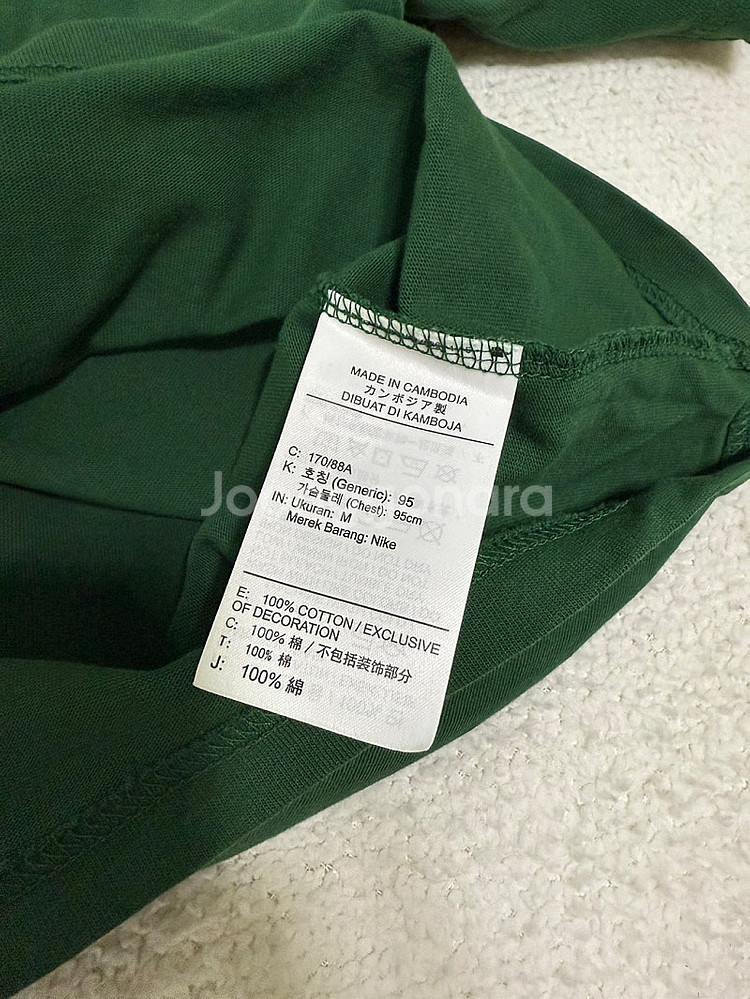 MADE IN CAMBODIA
カンボジア製
DIBUAT DI KAMBOJA
C: 170/88A
K: 호칭 (Generic): 95
가슴둘레 (Chest): 95cm
IN: Ukuran: M
Merek Barang: Nike
E: 100% COTTON / EXCLUSIVE
OF DECORATION
C: 100% 棉 / 不包括装饰部分
T: 100% 棉
J: 100% 綿